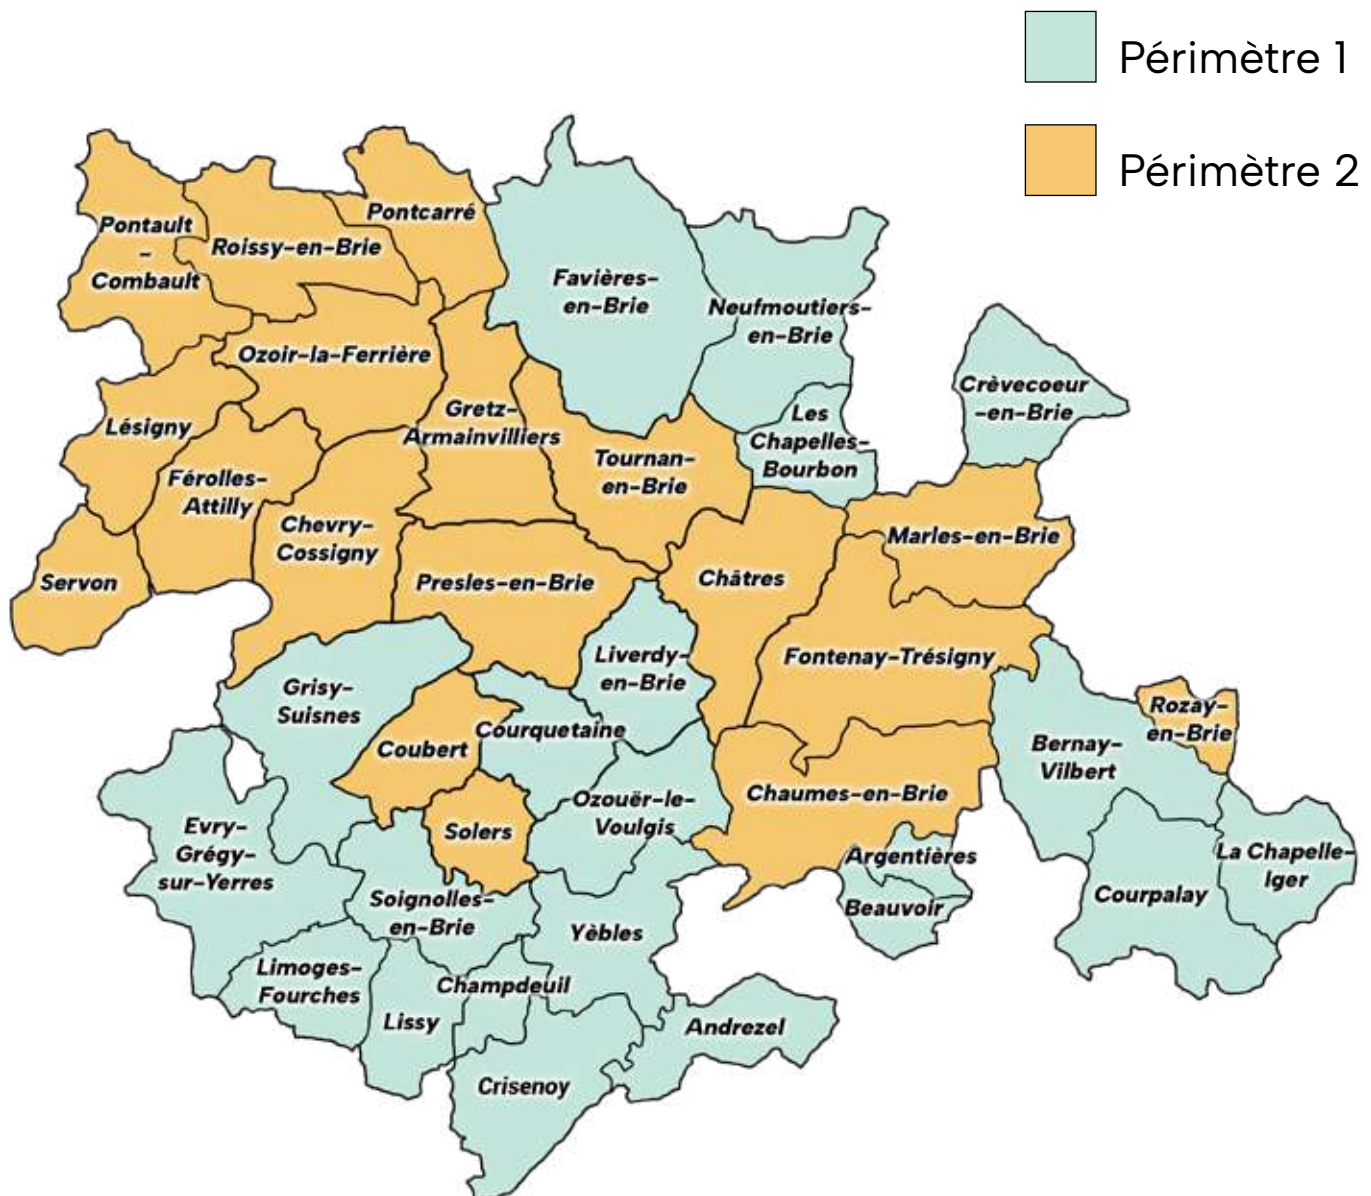 Périmètre 1
Périmètre 2
Pontault
-
Combault
Roissy-en-Brie
Pontcarré
Favières-
en-Brie
Neufmoutiers-
en-Brie
Crèvecoeur
-en-Brie
Ozoir-la-Ferrière
Gretz-
Armainvilliers
Les
Chapelles-
Bourbon
Lésigny
Férolles-
Attilly
Tournan-
en-Brie
Chevry-
Cossigny
Marles-en-Brie
Servon
Presles-en-Brie
Châtres
Liverdy-
en-Brie
Fontenay-Trésigny
Grisy-
Suisnes
Coubert
Courquetaine
Rozay-
en-Brie
Bernay-
Vilbert
Ozouër-le-
Voulgis
Chaumes-en-Brie
Evry-
Grégy-
sur-Yerres
Solers
Argentières
La Chapelle-
Iger
Courpalay
Beauvoir
Soignolles-
en-Brie
Yèbles
Limoges-
Fourches
Champdeuil
Lissy
Andrezel
Crisenoy